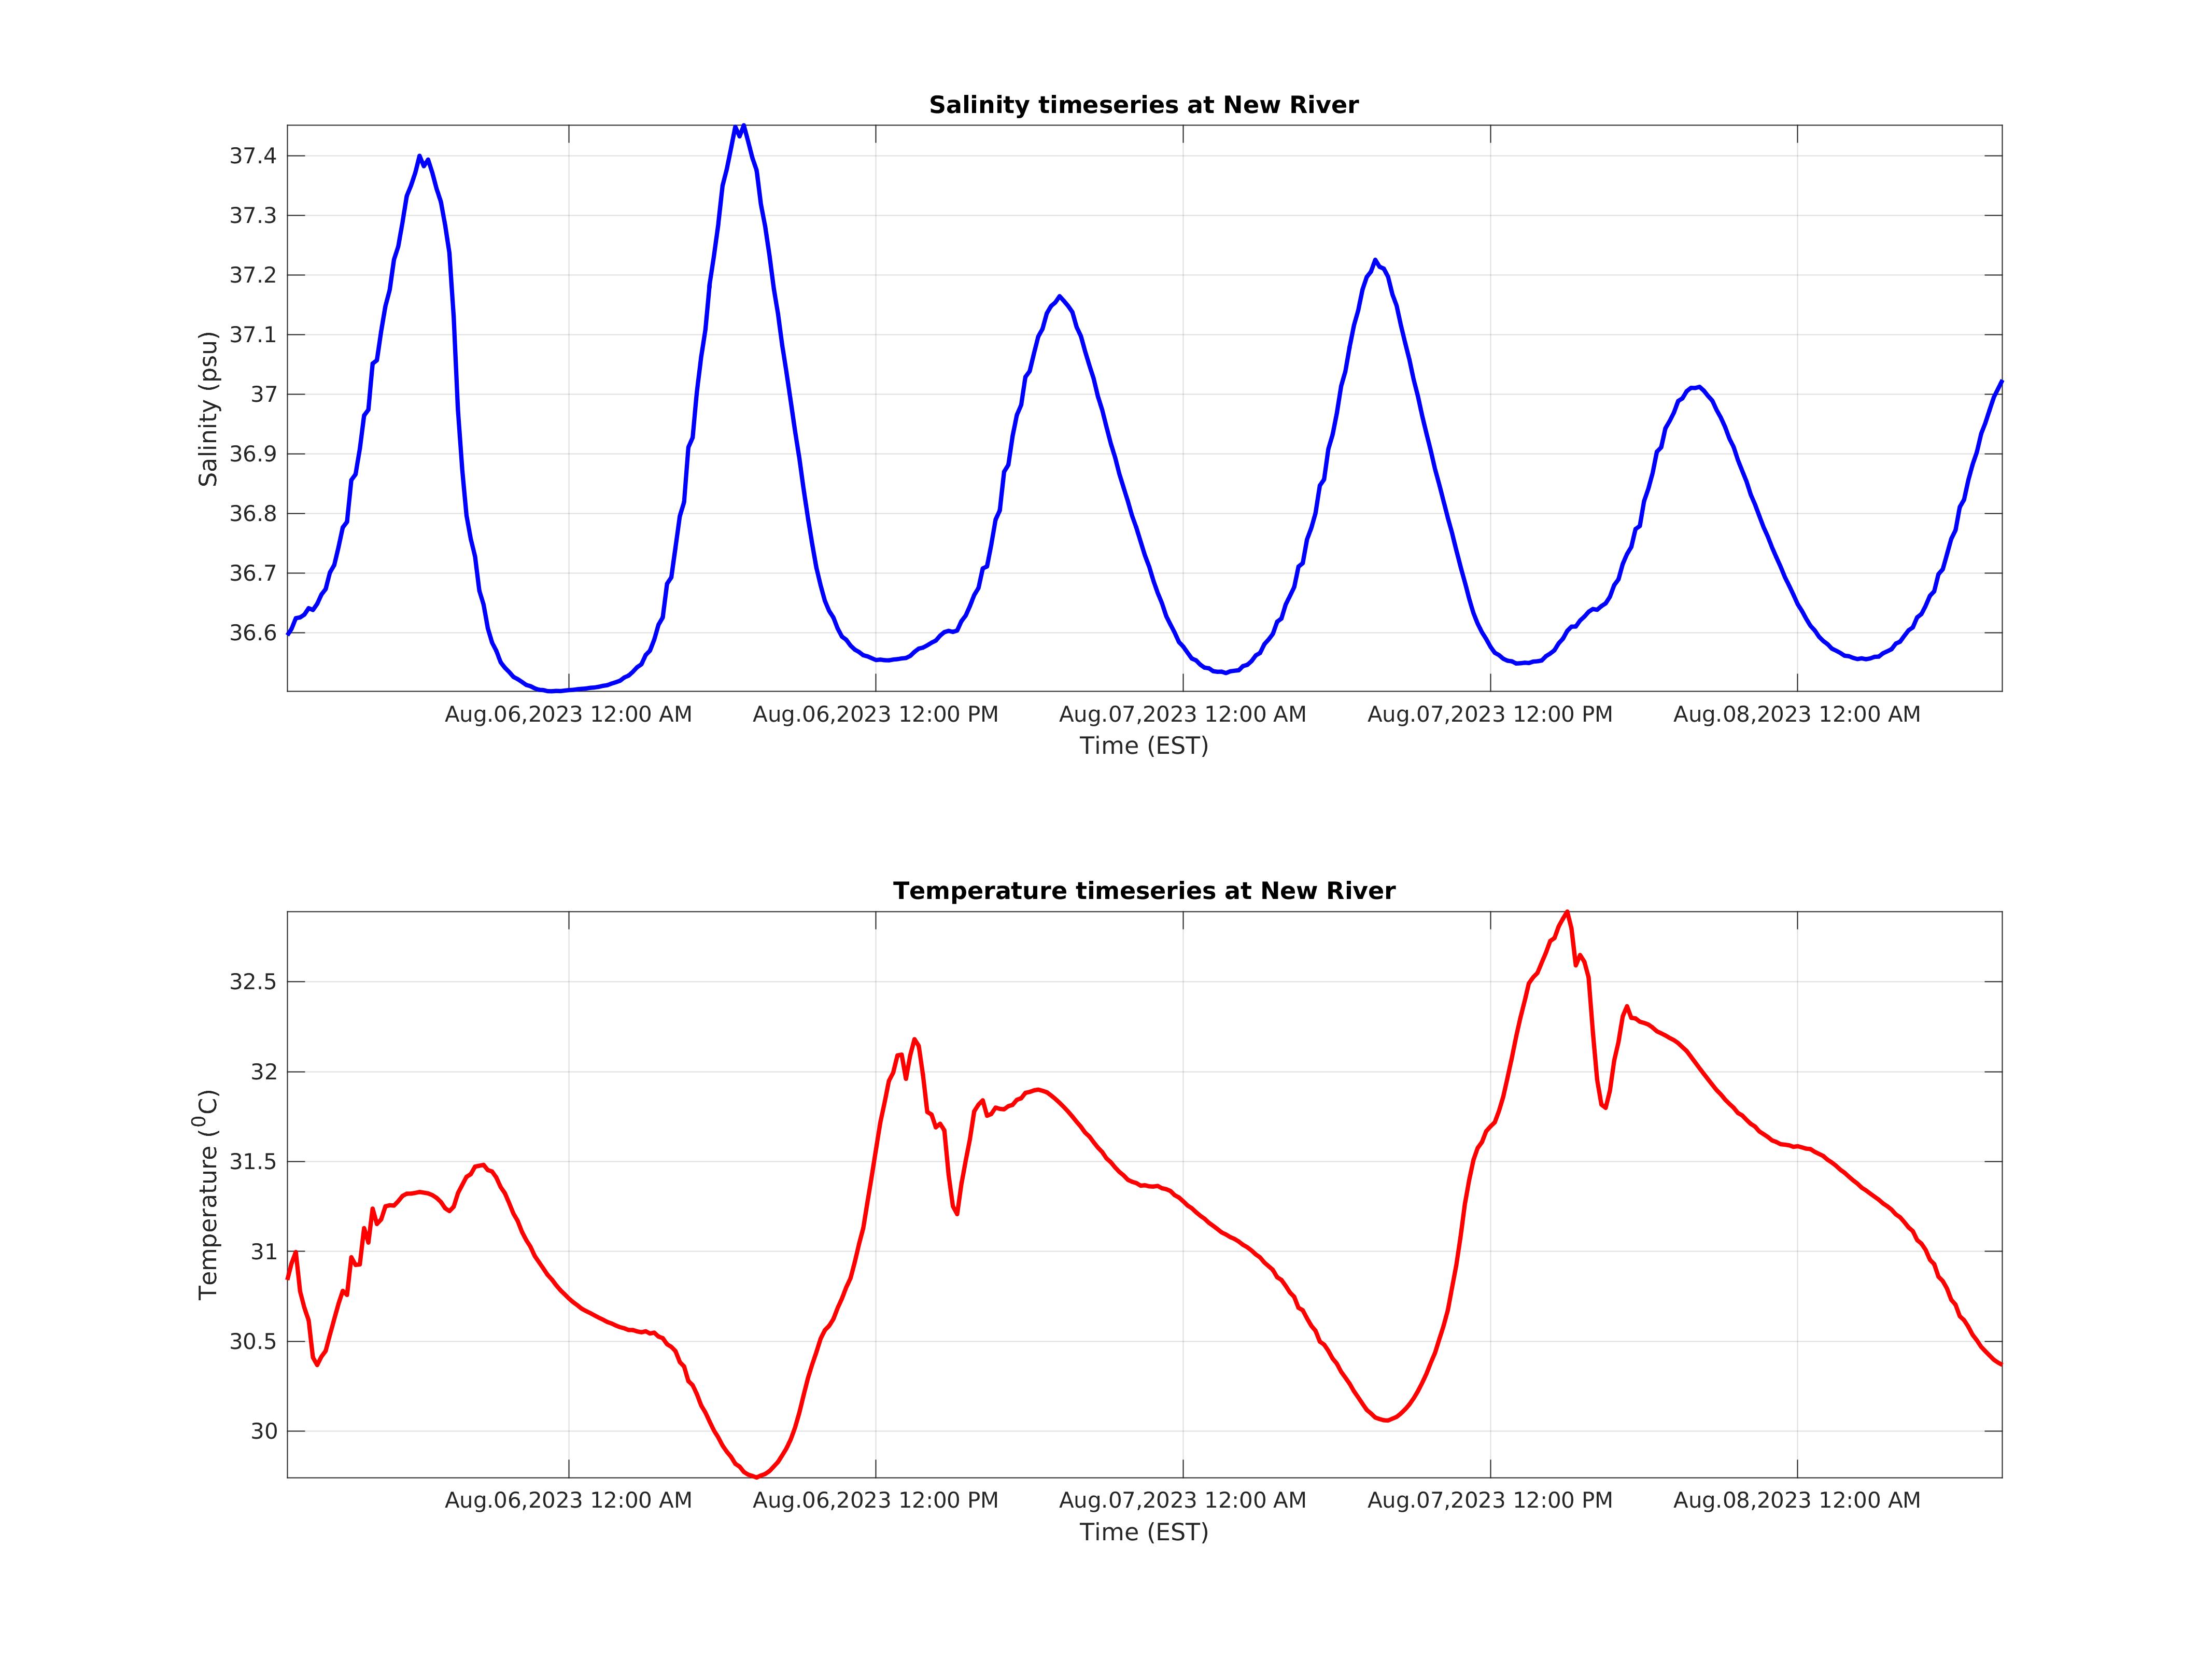 Salinity timeseries at New River
37.4
37.3
37.2
37.1
37
36.9
36.8
36.7
36.6
Salinity (psu)
Aug.06,2023 12:00 AM Aug.06,2023 12:00 PM Aug.07,2023 12:00 AM Aug.07,2023 12:00 PM Aug.08,2023 12:00 AM
Time (EST)
Temperature timeseries at New River
32.5
32
31.5
31
30.5
30
Temperature (⁰C)
Aug.06,2023 12:00 AM Aug.06,2023 12:00 PM Aug.07,2023 12:00 AM Aug.07,2023 12:00 PM Aug.08,2023 12:00 AM
Time (EST)